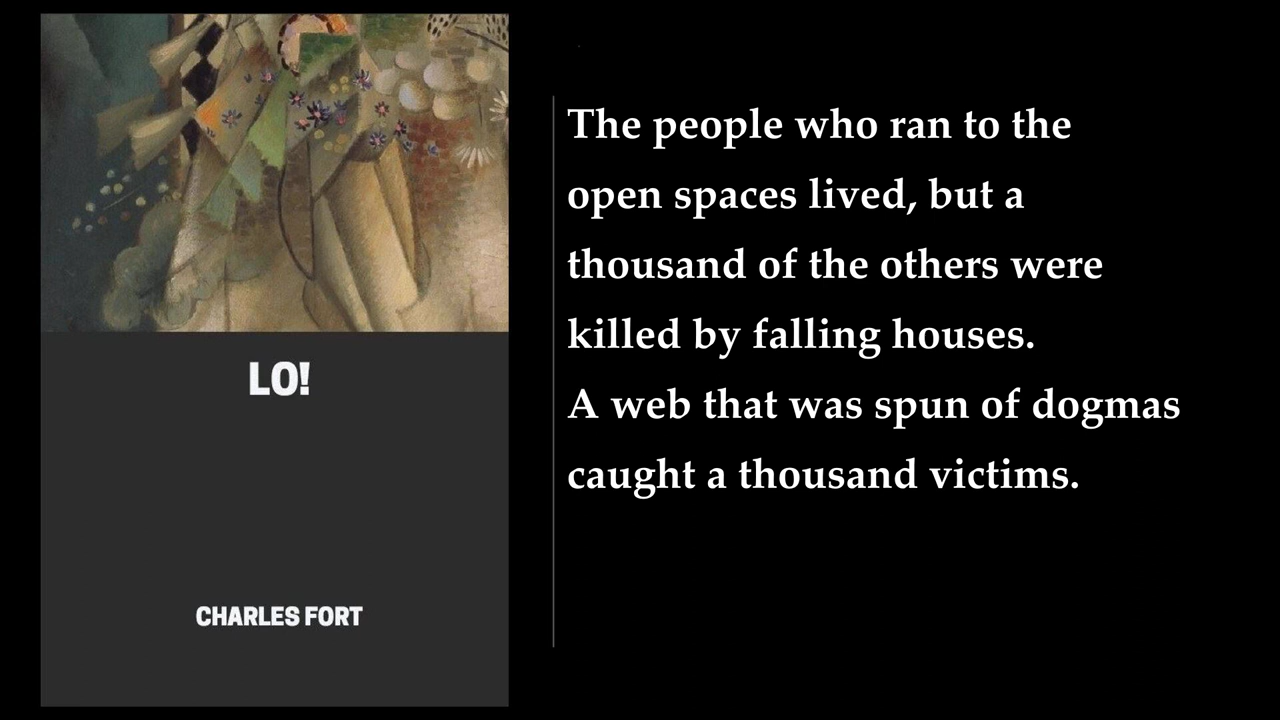 LO!
CHARLES FORT
The people who ran to the
open spaces lived, but a
thousand of the others were
killed by falling houses.
A web that was spun of dogmas
caught a thousand victims.